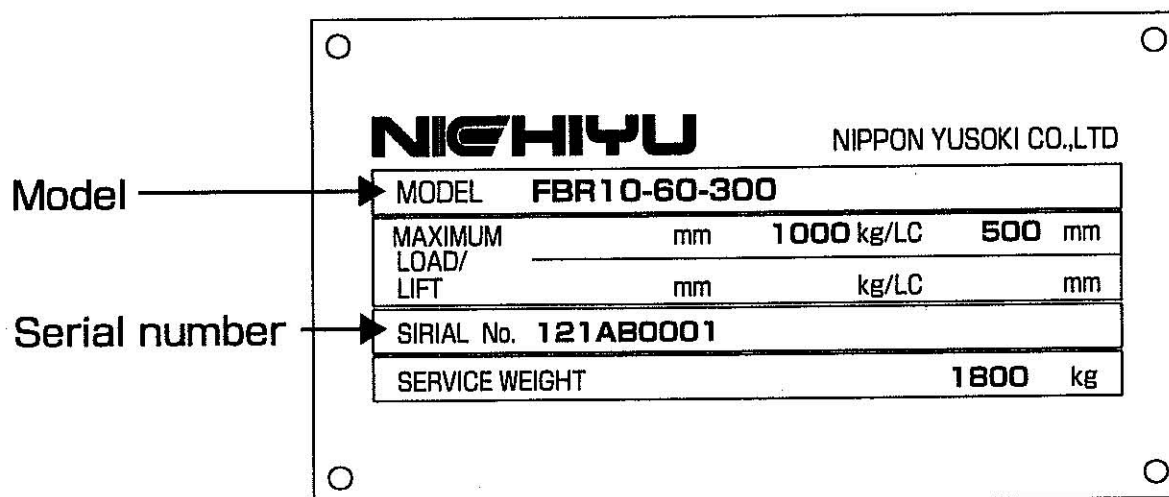 NICHIYU NIPPON YUSOKI CO.,LTD
Model MODEL FBR10-60-300
MAXIMUM LOAD/ LIFT mm 1000 kg/LC 500 mm
mm kg/LC mm
Serial number SIRIAL No. 121AB0001
SERVICE WEIGHT 1800 kg